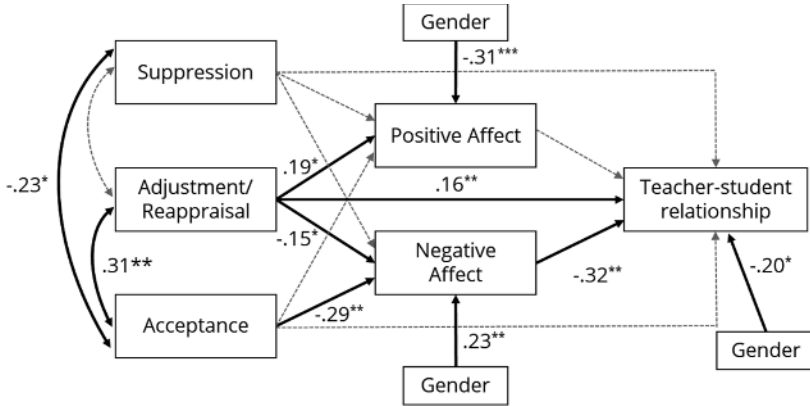 Gender
-.31***
Suppression
Positive Affect
-.23*
.19*
Adjustment/
Reappraisal
.16**
Teacher-student
relationship
-.15*
Negative
Affect
.31**
-.32**
-.20*
Acceptance
-.29**
.23**
Gender
Gender